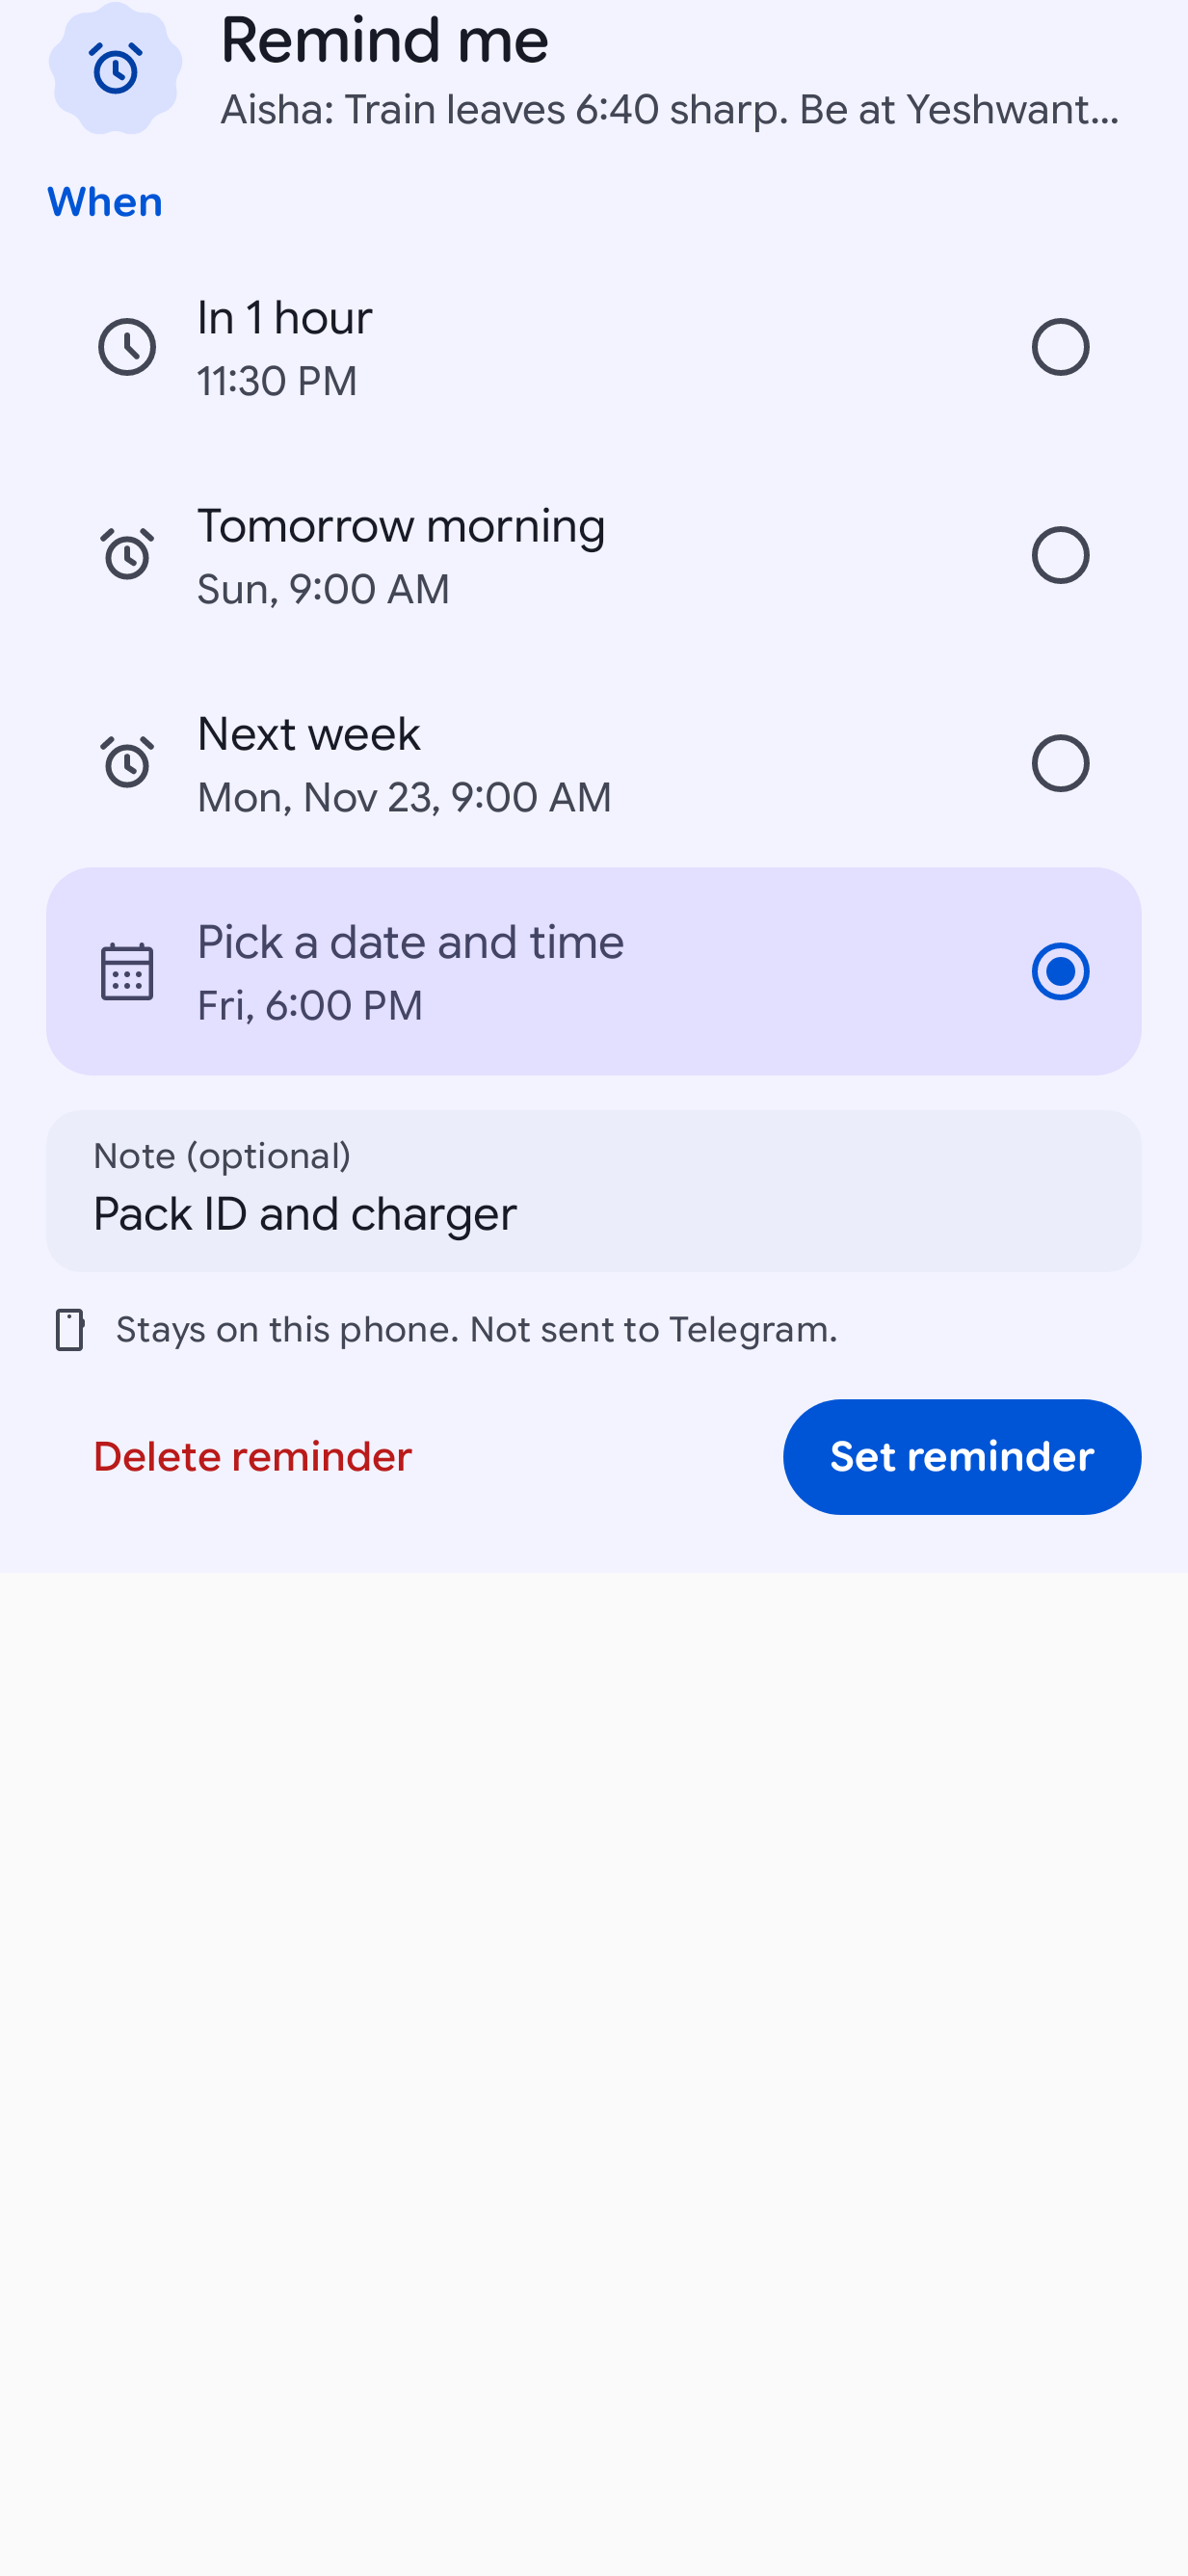 Remind me
Aisha: Train leaves 6:40 sharp. Be at Yeshwant...
When
In 1 hour
11:30 PM
Tomorrow morning
Sun, 9:00 AM
Next week
Mon, Nov 23, 9:00 AM
Pick a date and time
Fri, 6:00 PM
Note (optional)
Pack ID and charger
Stays on this phone. Not sent to Telegram.
Delete reminder
Set reminder